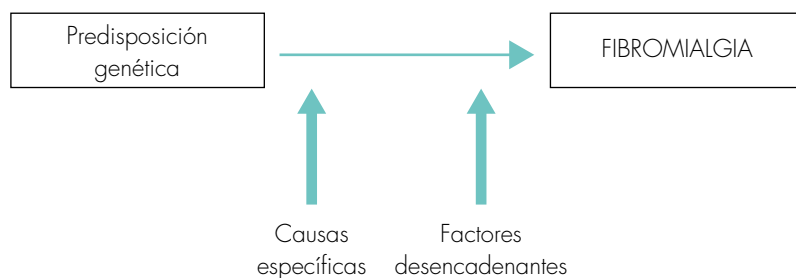 Predisposición
genética
FIBROMIALGIA
Causas
específicas
Factores
desencadenantes